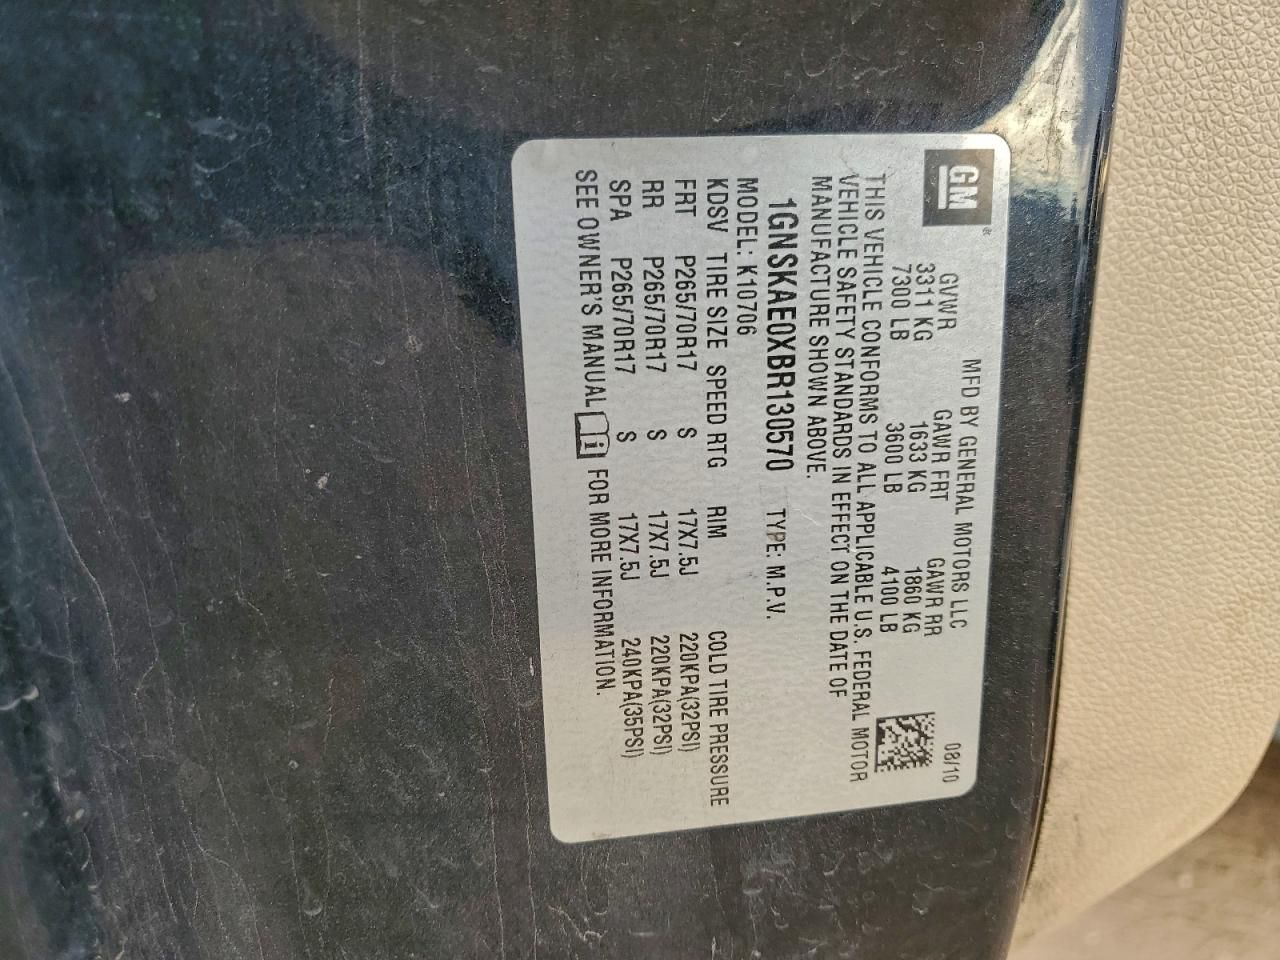 GM
MFD BY GENERAL MOTORS LLC 08/10
GVWR GAWR FRT GAWR RR
3311 KG 1633 KG 1860 KG
7300 LB 3600 LB 4100 LB
THIS VEHICLE CONFORMS TO ALL APPLICABLE U.S. FEDERAL MOTOR
VEHICLE SAFETY STANDARDS IN EFFECT ON THE DATE OF
MANUFACTURE SHOWN ABOVE.
1GNSKAE0XBR130570 TYPE: M.P.V.
MODEL: K10706
KDSV TIRE SIZE SPEED RTG RIM COLD TIRE PRESSURE
FRT P265/70R17 S 17X7.5J 220KPA(32PSI)
RR P265/70R17 S 17X7.5J 220KPA(32PSI)
SPA P265/70R17 S 17X7.5J 240KPA(35PSI)
SEE OWNER'S MANUAL i FOR MORE INFORMATION.